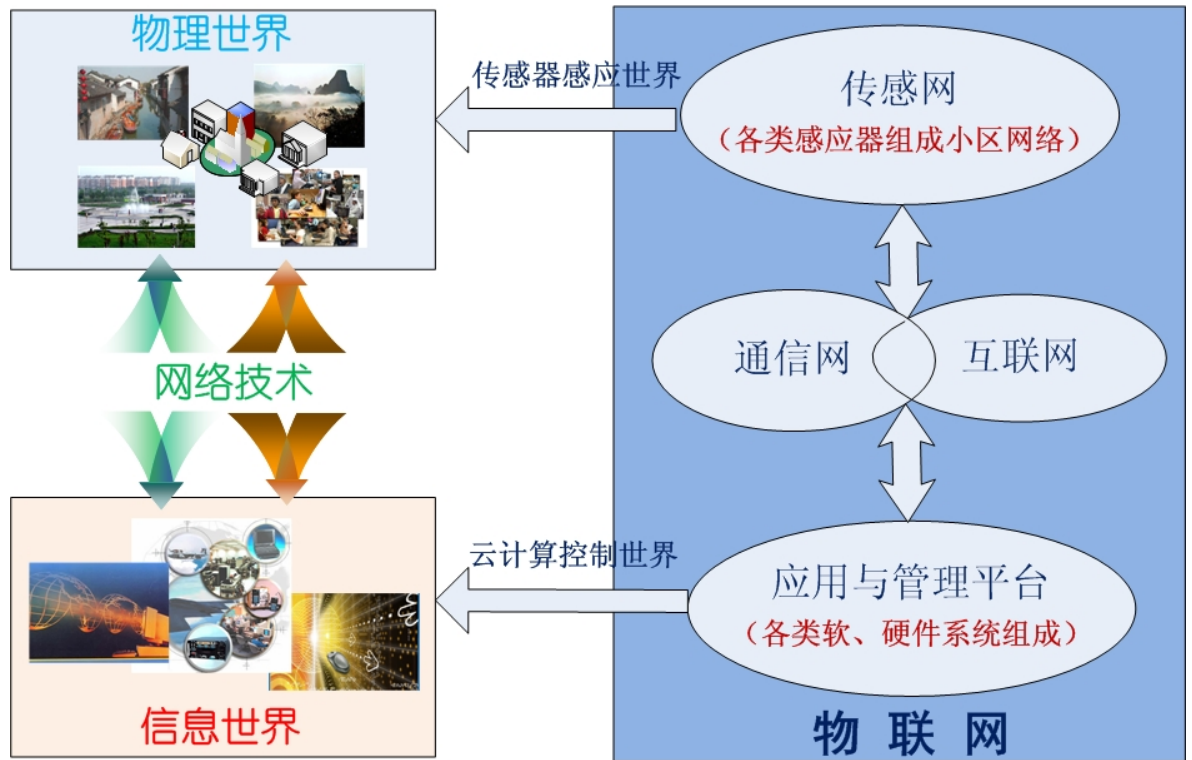 物理世界
传感器感应世界
传感网
（各类感应器组成小区网络）
通信网
互联网
网络技术
云计算控制世界
应用与管理平台
（各类软、硬件系统组成）
信息世界
物联网